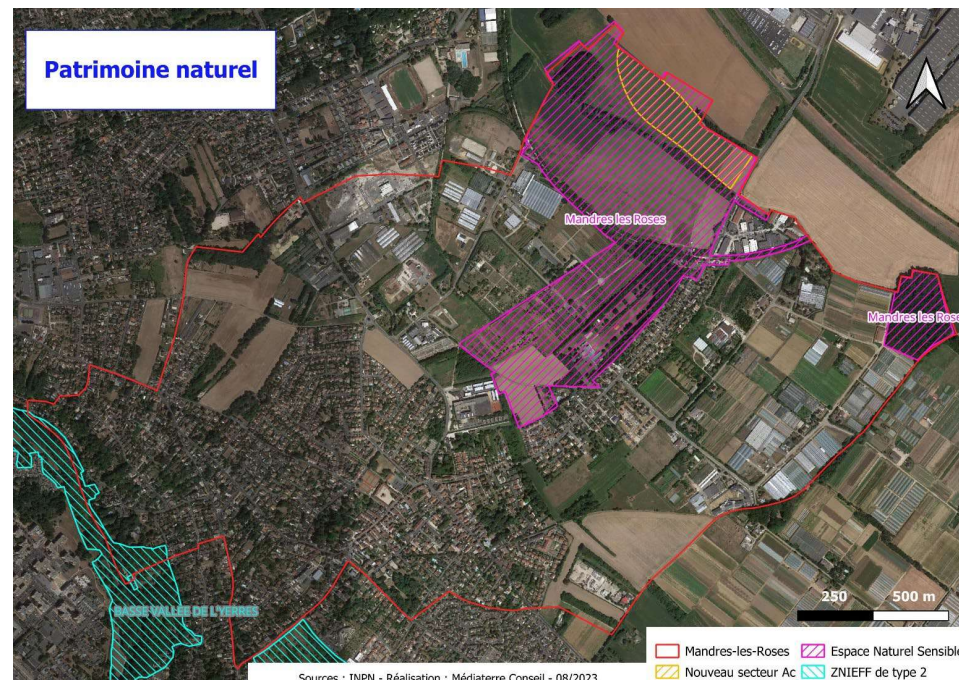 Patrimoine naturel
Mandres les Roses
Mandres les Rose
BASSE VALLÉE DE L'YERRES
250 500 m
Mandres-les-Roses
Espace Naturel Sensible
Nouveau secteur Ac
ZNIEFF de type 2
Sources : INPN - Réalisation : Médiaterre Conseil - 08/2023